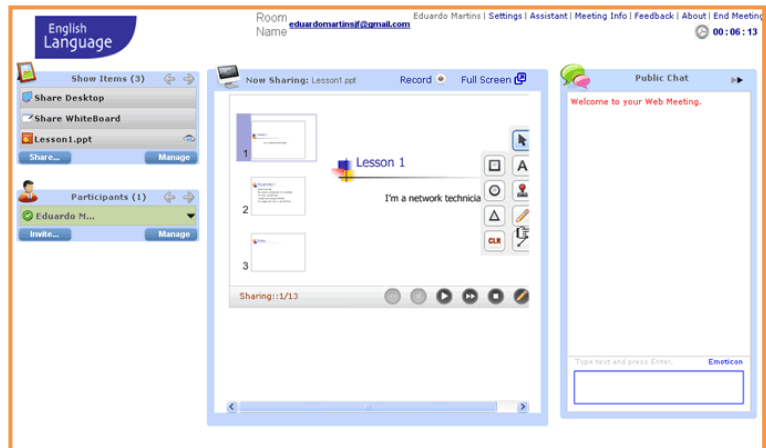 English
Language
Room
Name
eduardomartinsjf@gmail.com
Eduardo Martins | Settings | Assistant | Meeting Info | Feedback | About | End Meeting
00 : 06 : 13
Show Items (3)
Share Desktop
Share WhiteBoard
Lesson1.ppt
Share...
Manage
Participants (1)
Eduardo M...
Invite...
Manage
Now Sharing: Lesson1.ppt
Record
Full Screen
1
2
3
Lesson 1
I'm a network technicia
A
CLR
Sharing::1/13
Public Chat
Welcome to your Web Meeting.
Type text and press Enter.
Emoticon